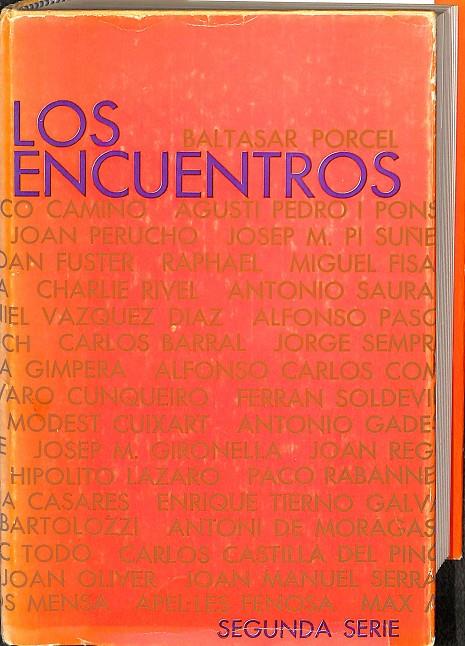 LOS
BALTASAR PORCEL
ENCUENTROS
CO CAMINO AGUSTI PEDRO I PONS
JOAN PERUCHO JOSEP M. PI SUÑE
OAN FUSTER RAPHAEL MIGUEL FISA
A CHARLIE RIVEL ANTONIO SAURA
IEL VAZQUEZ DIAZ ALFONSO PASO
CH CARLOS BARRAL JORGE SEMPR
A GIMPERA ALFONSO CARLOS COM
VARO CUNQUEIRO FERRAN SOLDEVI
MODEST CUIXART ANTONIO GADE
E JOSEP M. GIRONELLA JOAN REG
HIPOLITO LAZARO PACO RABANNE
A CASARES ENRIQUE TIERNO GALVA
BARTOLOZZI ANTONI DE MORAGAS
C TODO CARLOS CASTILLA DEL PINO
JOAN OLIVER JOAN MANUEL SERRA
OS MENSA APEL·LES FENOSA MAX A
SEGUNDA SERIE